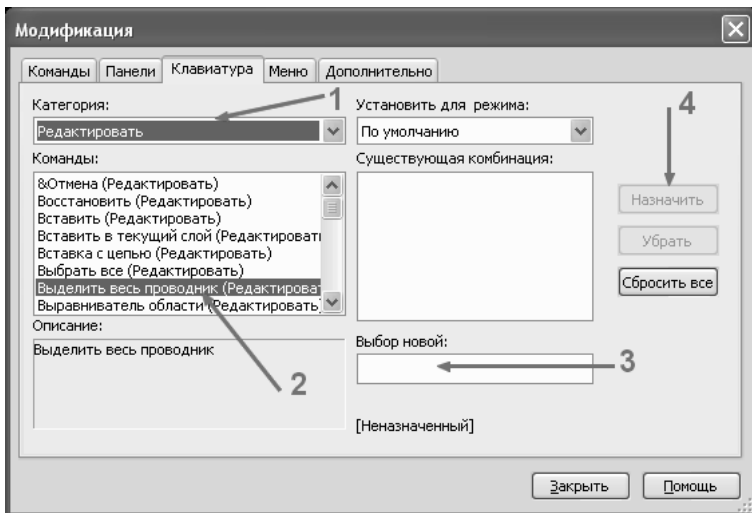 Модификация
Команды Панели Клавиатура Меню Дополнительно
Категория:
1
Установить для режима:
4
Редактировать
По умолчанию
Команды:
Существующая комбинация:
&Отмена (Редактировать)
Восстановить (Редактировать)
Вставить (Редактировать)
Вставить в текущий слой (Редактироват
Вставка с цепью (Редактировать)
Выбрать все (Редактировать)
Выделить весь проводник (Редактироват
Выравниватель области (Редактировать)
Назначить
Убрать
Сбросить все
Описание:
Выделить весь проводник
2
Выбор новой:
3
[Неназначенный]
Закрыть
Помощь